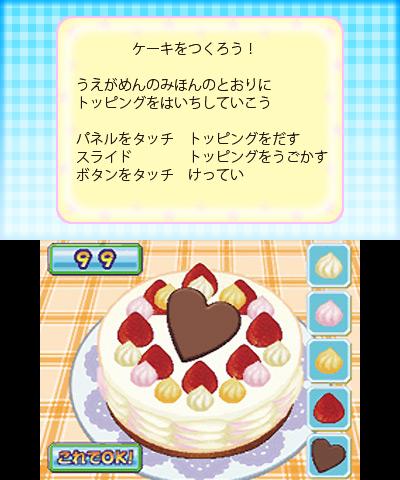 ケーキをつくろう！
うえがめんのみほんのとおりに
トッピングをはいちしていこう
パネルをタッチ　トッピングをだす
スライド　　　　トッピングをうごかす
ボタンをタッチ　けってい
99
これでOK!